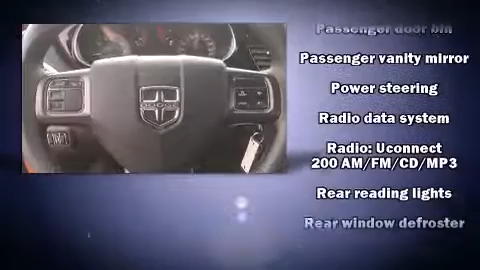 Passenger door bin
Passenger vanity mirror
Power steering
Radio data system
Radio: Uconnect
200 AM/FM/CD/MP3
Rear reading lights
Rear window defroster